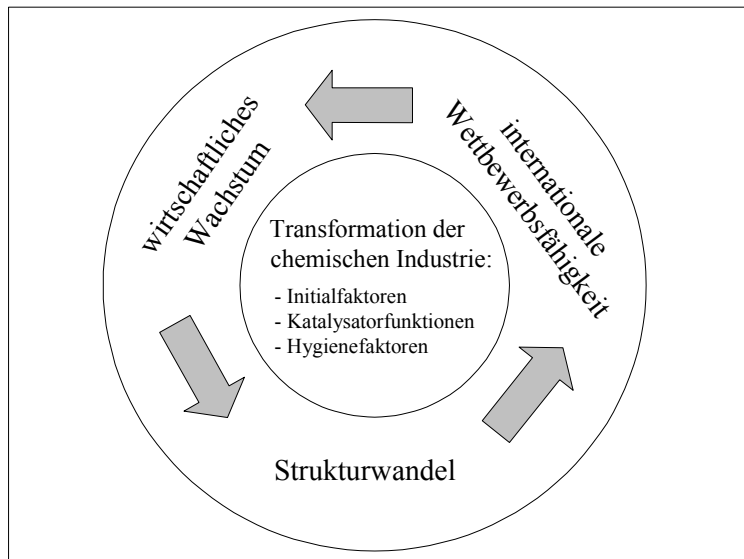 wirtschaftliches
Wachstum
internationale
Wettbewerbsfähigkeit
Transformation der
chemischen Industrie:
- Initialfaktoren
- Katalysatorfunktionen
- Hygienefaktoren
Strukturwandel